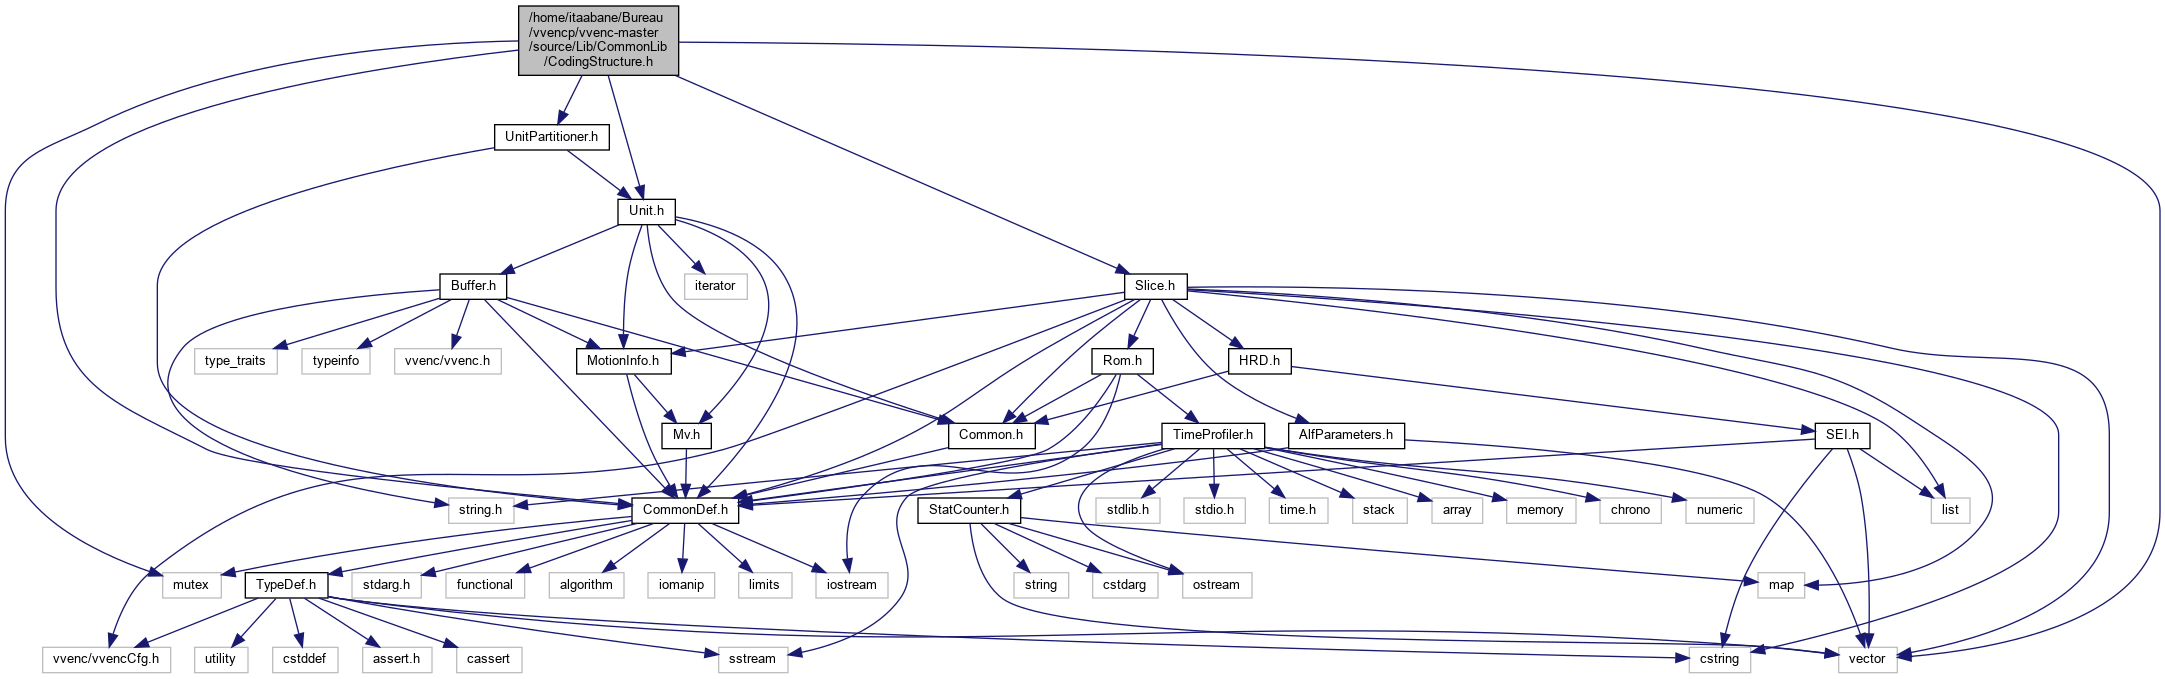 /home/itaabane/Bureau
/vvencp/vvenc-master
/source/Lib/CommonLib
/CodingStructure.h
UnitPartitioner.h
Unit.h
Buffer.h
iterator
Slice.h
type_traits
typeinfo
vvenc/vvenc.h
MotionInfo.h
Rom.h
HRD.h
Mv.h
Common.h
TimeProfiler.h
AlfParameters.h
SEI.h
string.h
CommonDef.h
StatCounter.h
stdlib.h
stdio.h
time.h
stack
array
memory
chrono
numeric
list
mutex
TypeDef.h
stdarg.h
functional
algorithm
iomanip
limits
iostream
string
cstdarg
ostream
map
vvenc/vvencCfg.h
utility
cstddef
assert.h
cassert
sstream
cstring
vector